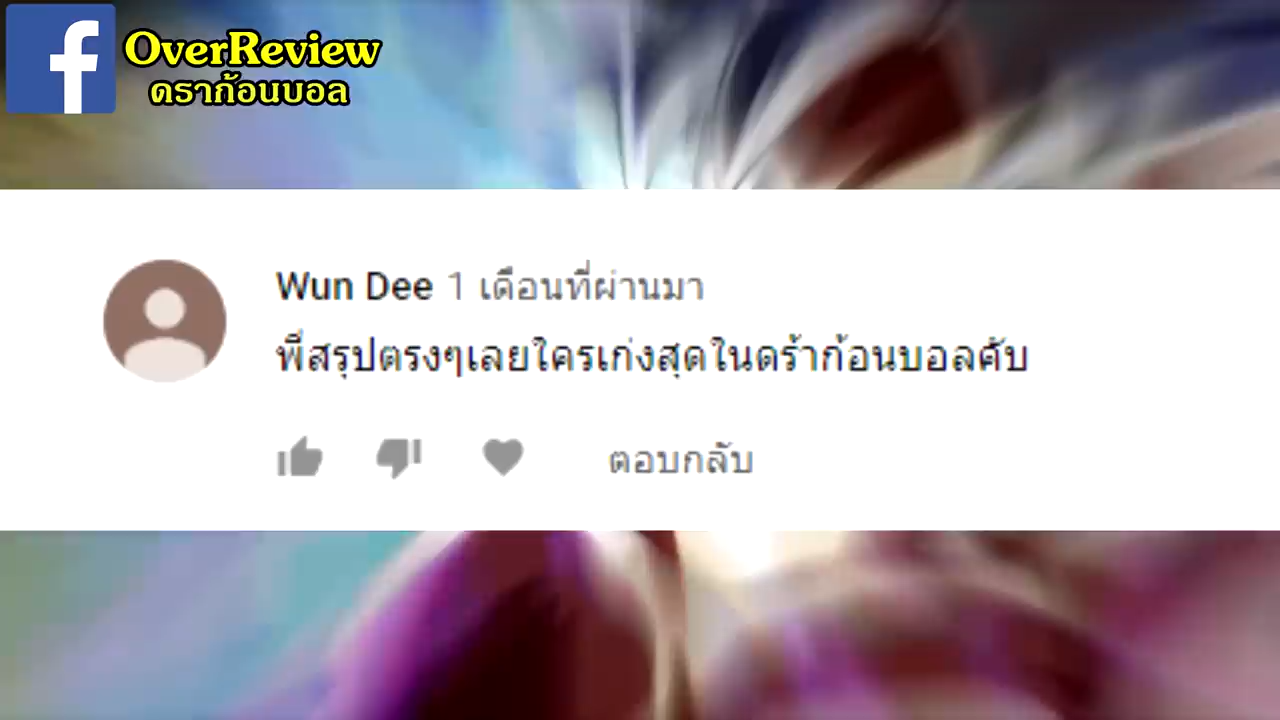 OverReview
ดราก้อนบอล
Wun Dee 1 เดือนที่ผ่านมา
พี่สรุปตรงๆเลยใครเก่งสุดในดร้าก้อนบอลคับ
ตอบกลับ